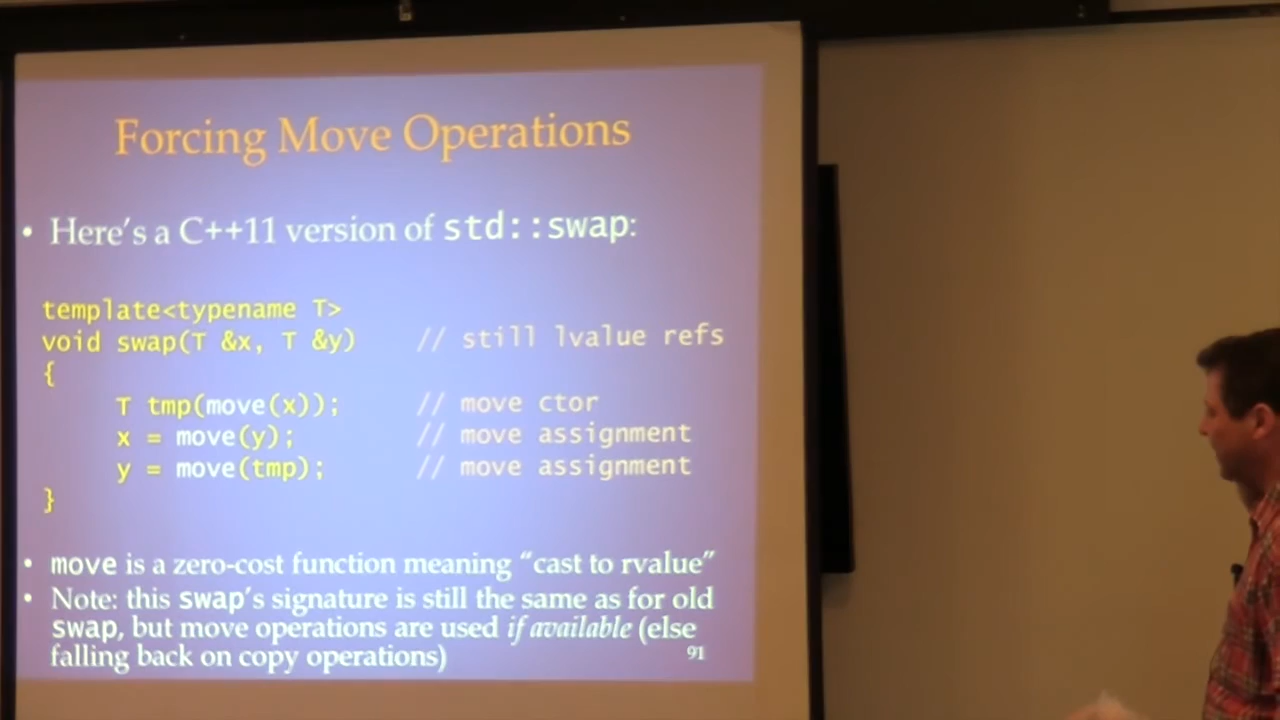 Forcing Move Operations
• Here's a C++11 version of std::swap:
template<typename T>
void swap(T &x, T &y) // still lvalue refs
{
T tmp(move(x)); // move ctor
x = move(y); // move assignment
y = move(tmp); // move assignment
}
• move is a zero-cost function meaning “cast to rvalue”
• Note: this swap's signature is still the same as for old
swap, but move operations are used if available (else
falling back on copy operations)
91